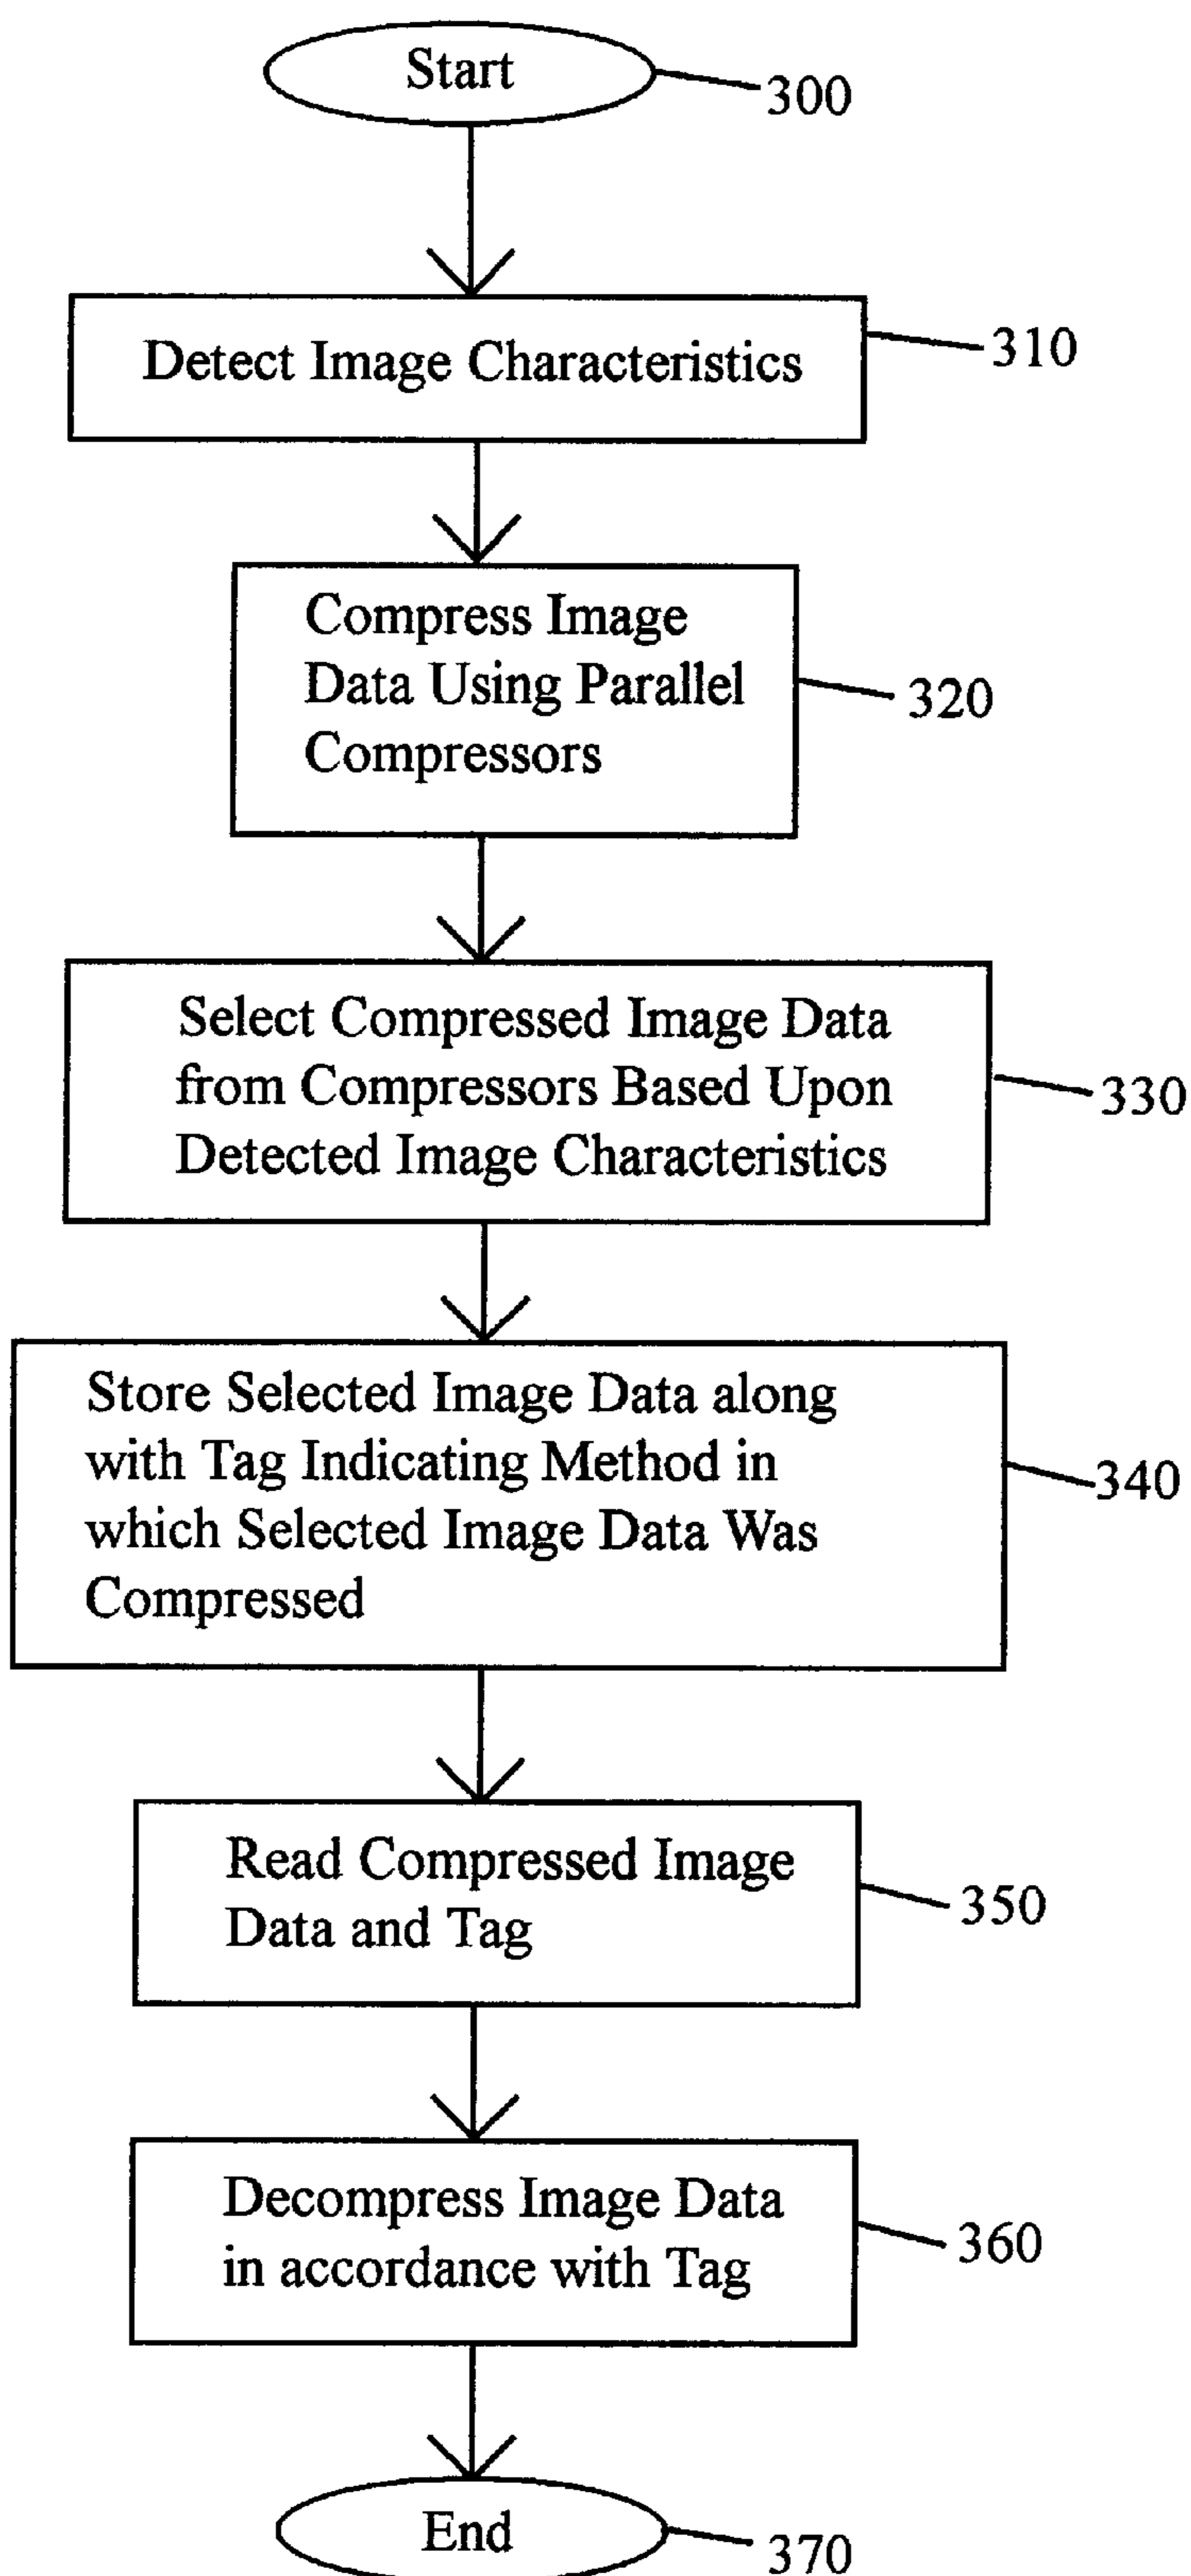 Start
300
Detect Image Characteristics
310
Compress Image
Data Using Parallel
Compressors
320
Select Compressed Image Data
from Compressors Based Upon
Detected Image Characteristics
330
Store Selected Image Data along
with Tag Indicating Method in
which Selected Image Data Was
Compressed
340
Read Compressed Image
Data and Tag
350
Decompress Image Data
in accordance with Tag
360
End
370